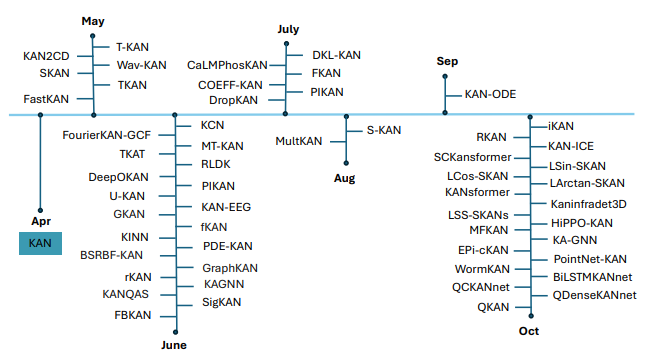 May
KAN2CD
SKAN
FastKAN
T-KAN
Wav-KAN
TKAN
July
CaLMPhosKAN
COEFF-KAN
DropKAN
DKL-KAN
FKAN
PIKAN
Sep
KAN-ODE
Apr
KAN
FourierKAN-GCF
TKAT
DeepOKAN
U-KAN
GKAN
KINN
BSRBF-KAN
rKAN
KANQAS
FBKAN
KCN
MT-KAN
RLDK
PIKAN
KAN-EEG
fKAN
PDE-KAN
GraphKAN
KAGNN
SigKAN
June
MultKAN
S-KAN
Aug
RKAN
SCKansformer
LCos-SKAN
KANsformer
LSS-SKANs
MFKAN
EPi-cKAN
WormKAN
QCKANnet
QKAN
iKAN
KAN-ICE
LSin-SKAN
LArctan-SKAN
Kaninfradet3D
HiPPO-KAN
KA-GNN
PointNet-KAN
BiLSTMKANnet
QDenseKANnet
Oct